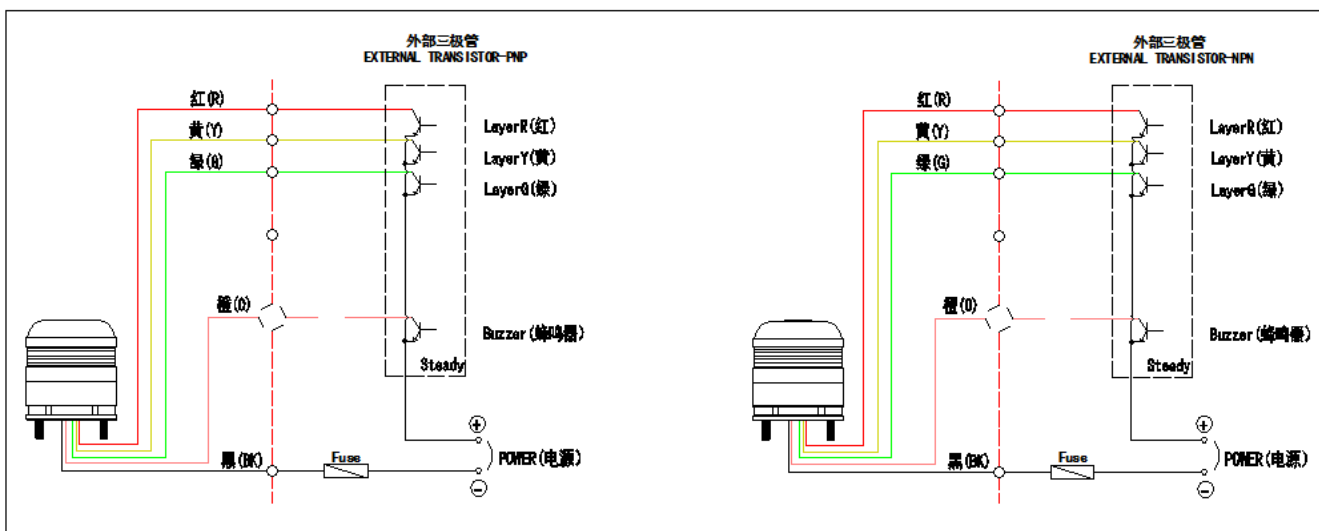 外部三极管
EXTERNAL TRANSISTOR-PNP
红(R)
LayerR(红)
黄(Y)
LayerY(黄)
绿(G)
LayerG(绿)
橙(O)
Buzzer(蜂鸣器)
Steady
+
黑(BK)
Fuse
POWER(电源)
-
外部三极管
EXTERNAL TRANSISTOR-NPN
红(R)
LayerR(红)
黄(Y)
LayerY(黄)
绿(G)
LayerG(绿)
橙(O)
Buzzer(蜂鸣器)
Steady
+
黑(BK)
Fuse
POWER(电源)
-